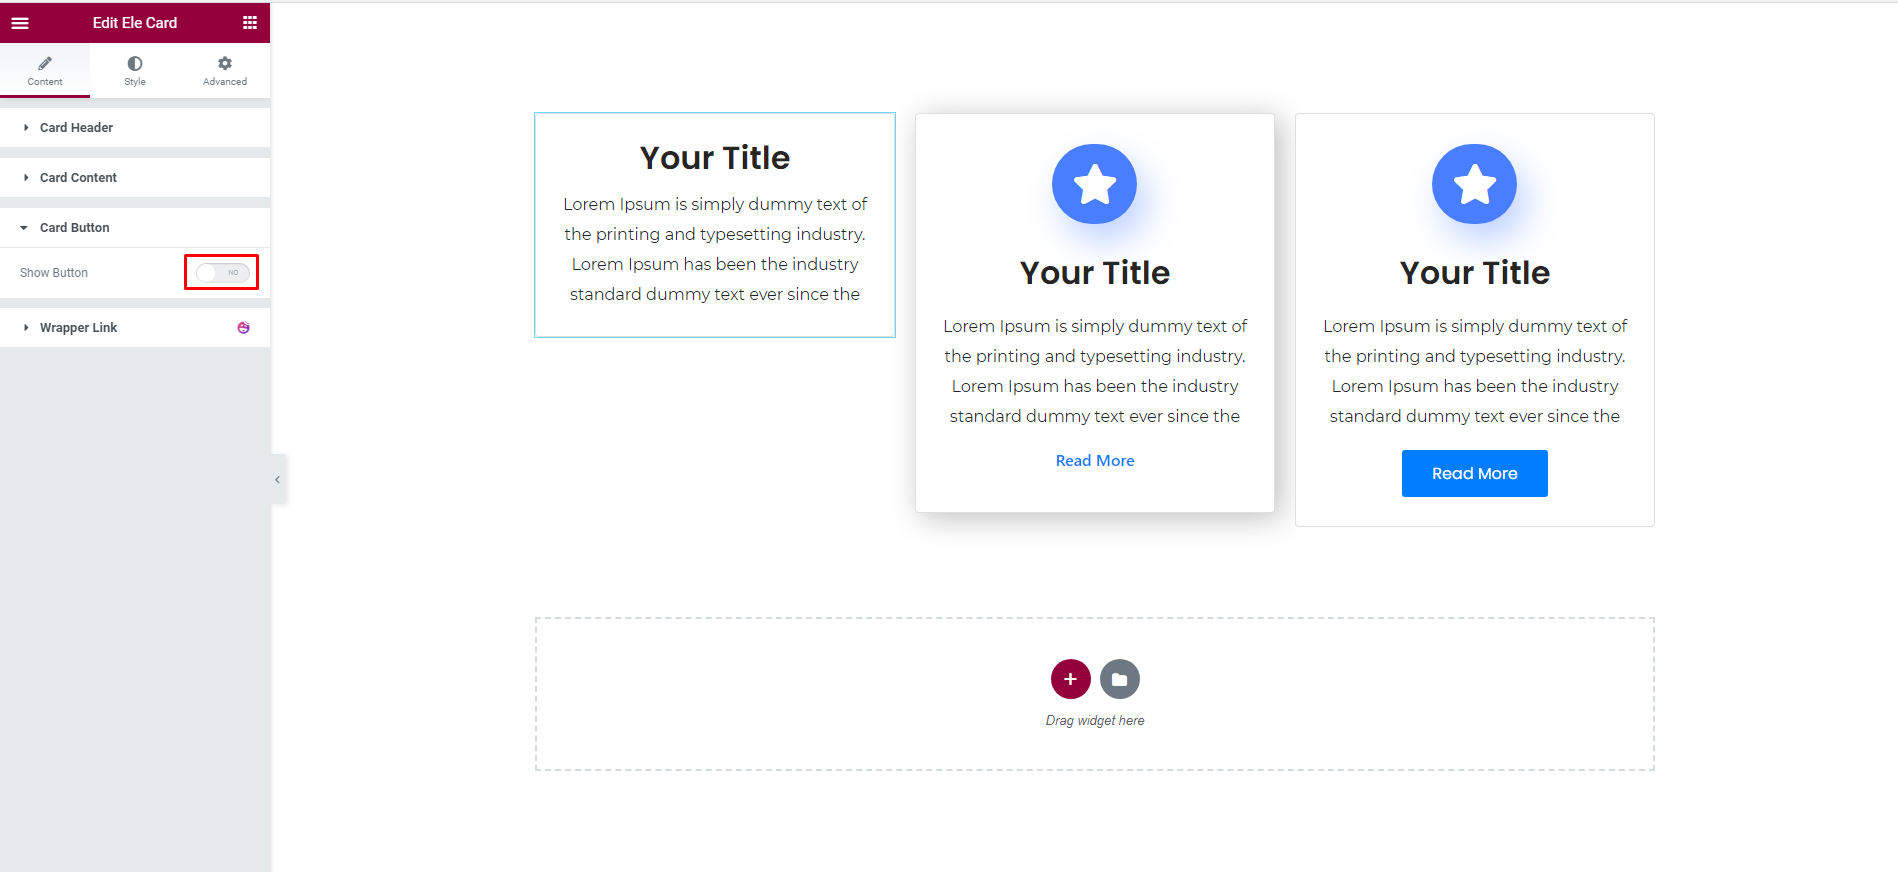 Edit Ele Card
Content
Style
Advanced
Card Header
Card Content
Card Button
Show Button
NO
Wrapper Link
Your Title
Lorem Ipsum is simply dummy text of
the printing and typesetting industry.
Lorem Ipsum has been the industry
standard dummy text ever since the
Your Title
Lorem Ipsum is simply dummy text of
the printing and typesetting industry.
Lorem Ipsum has been the industry
standard dummy text ever since the
Read More
Your Title
Lorem Ipsum is simply dummy text of
the printing and typesetting industry.
Lorem Ipsum has been the industry
standard dummy text ever since the
Read More
Drag widget here